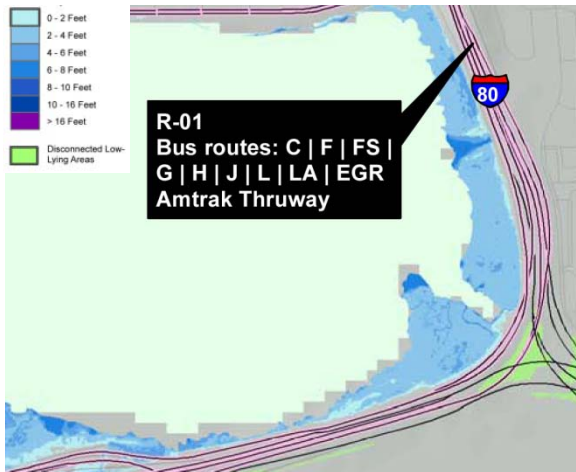 0 - 2 Feet
2 - 4 Feet
4 - 6 Feet
6 - 8 Feet
8 - 10 Feet
10 - 16 Feet
> 16 Feet
Disconnected Low-
Lying Areas
R-01
Bus routes: C | F | FS |
G | H | J | L | LA | EGR
Amtrak Thruway
80